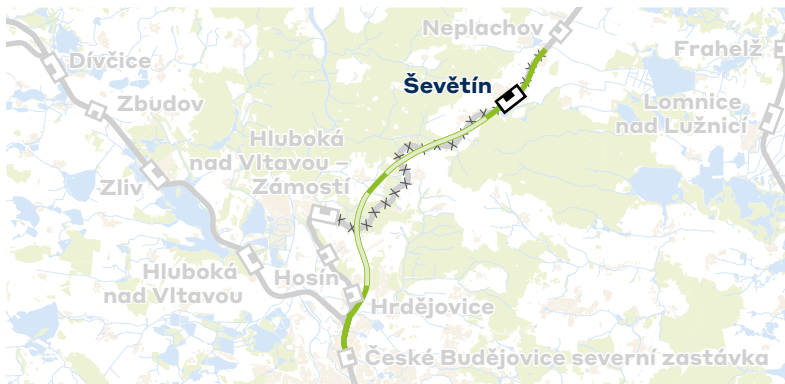 Neplachov
Frahelž
Dívčice
Ševětín
Zbudov
Lomnice
nad Lužnicí
Hluboká
nad Vltavou –
Zámostí
Zliv
Hluboká
nad Vltavou
Hosín
Hrdějovice
České Budějovice severní zastávka